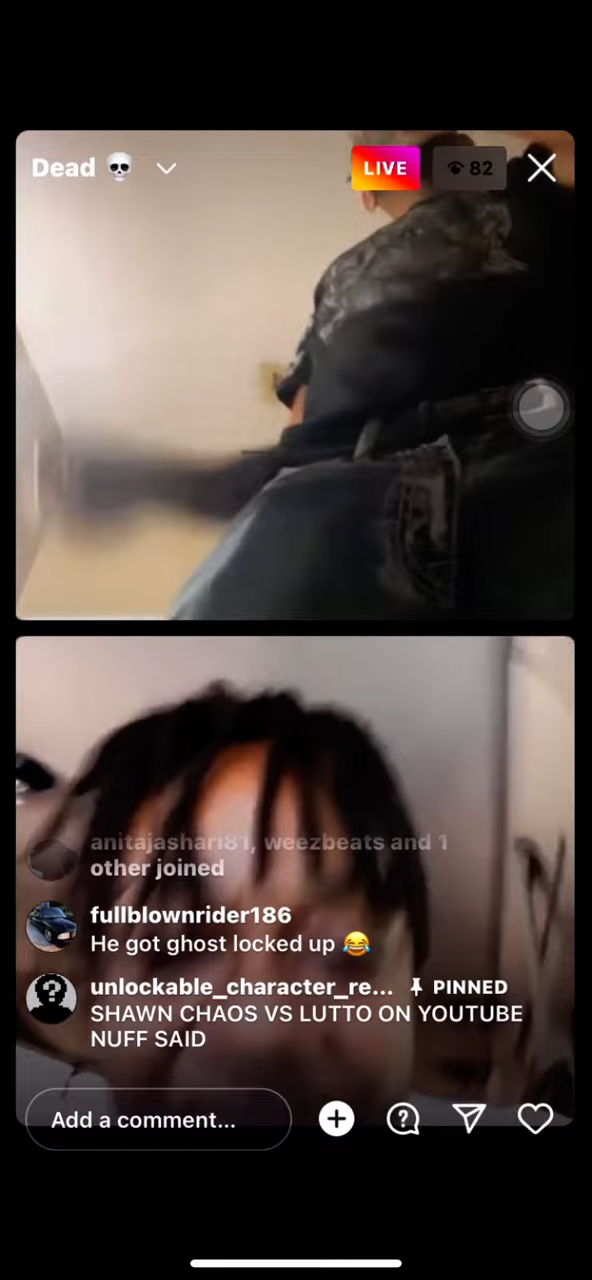 Dead 💀
LIVE
82
anitajashari81, weezbeats and 1
other joined
fullblownrider186
He got ghost locked up 😂
unlockable_character_re... PINNED
SHAWN CHAOS VS LUTTO ON YOUTUBE
NUFF SAID
Add a comment...